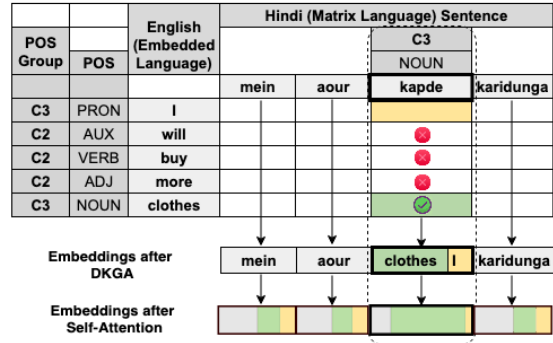 Hindi (Matrix Language) Sentence
English (Embedded Language)
C3
POS Group
POS
NOUN
mein aour kapde karidunga
C3 PRON I
C2 AUX will
C2 VERB buy
C2 ADJ more
C3 NOUN clothes
Embeddings after DKGA
mein aour clothes I karidunga
Embeddings after Self-Attention